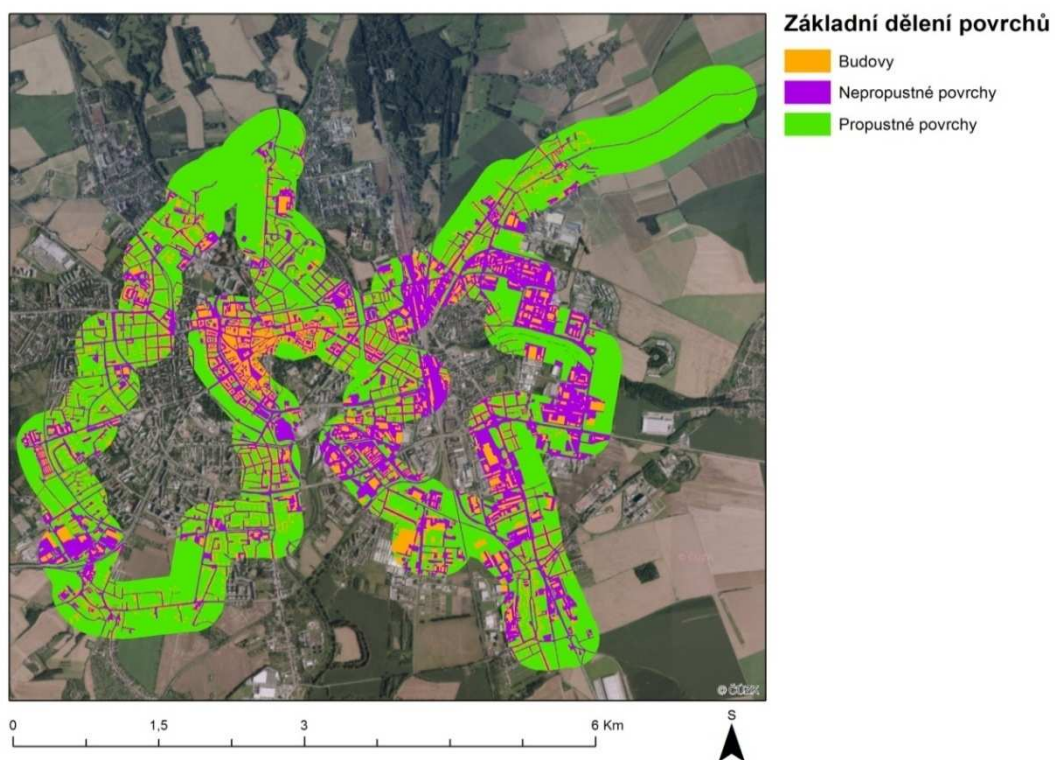 Základní dělení povrchů
Budovy
Nepropustné povrchy
Propustné povrchy
© ČÚZK
0 1,5 3 6 Km
S